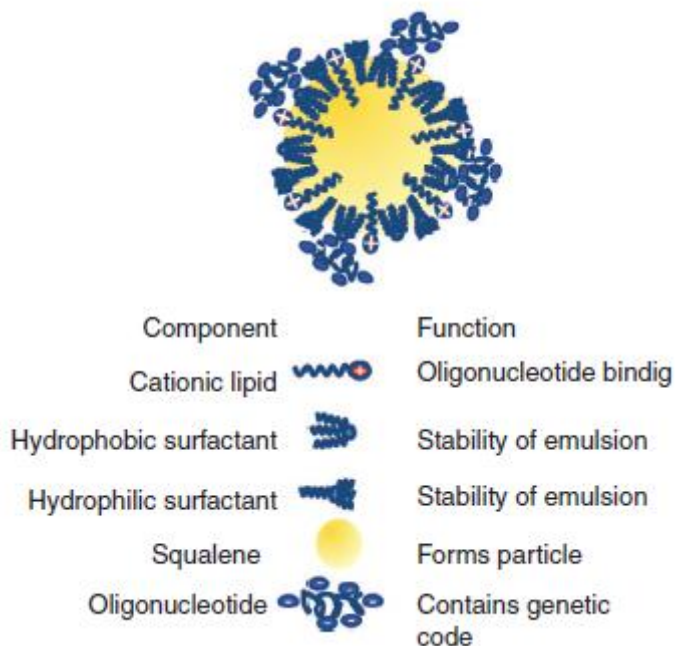 Component Function
Cationic lipid Oligonucleotide bindig
Hydrophobic surfactant Stability of emulsion
Hydrophilic surfactant Stability of emulsion
Squalene Forms particle
Oligonucleotide Contains genetic
code